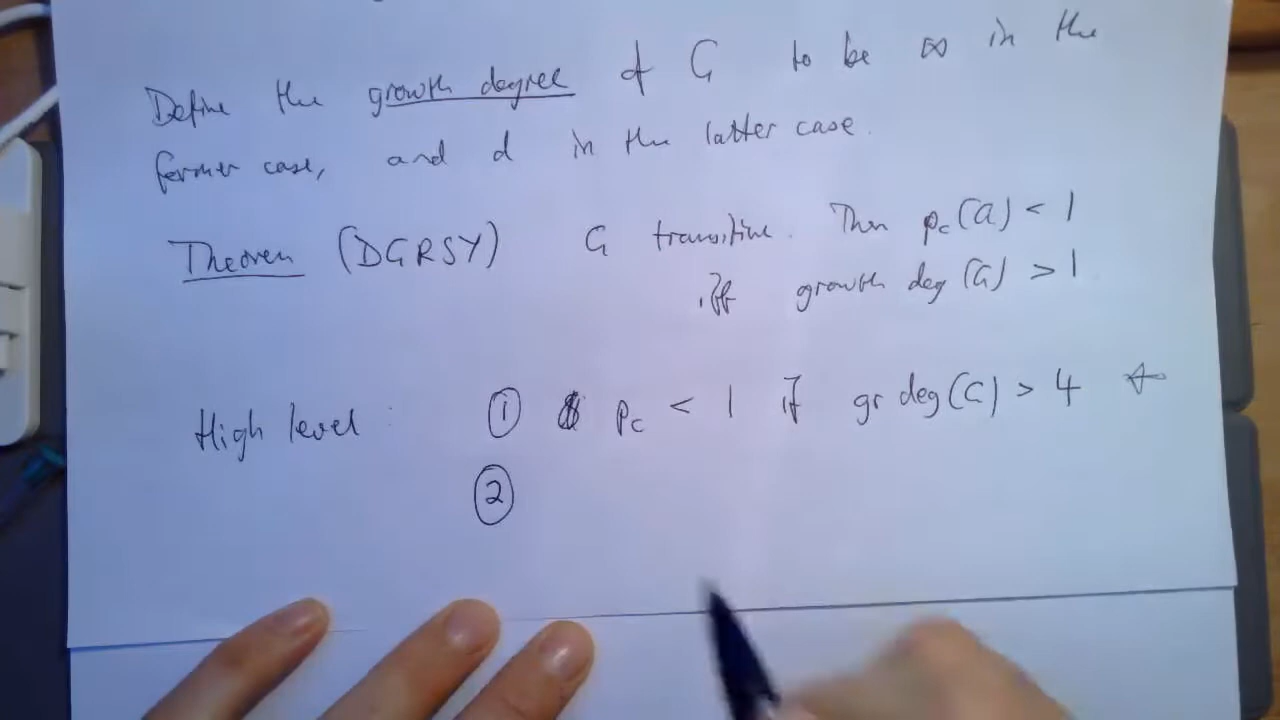 Define the growth degree of G to be ∞ in the
former case, and d in the latter case.
Theorem (DGRSY) G transitive. Then pc(G) < 1
iff growth deg (G) > 1
High level : ① pc < 1 if gr deg(G) > 4 ←
②